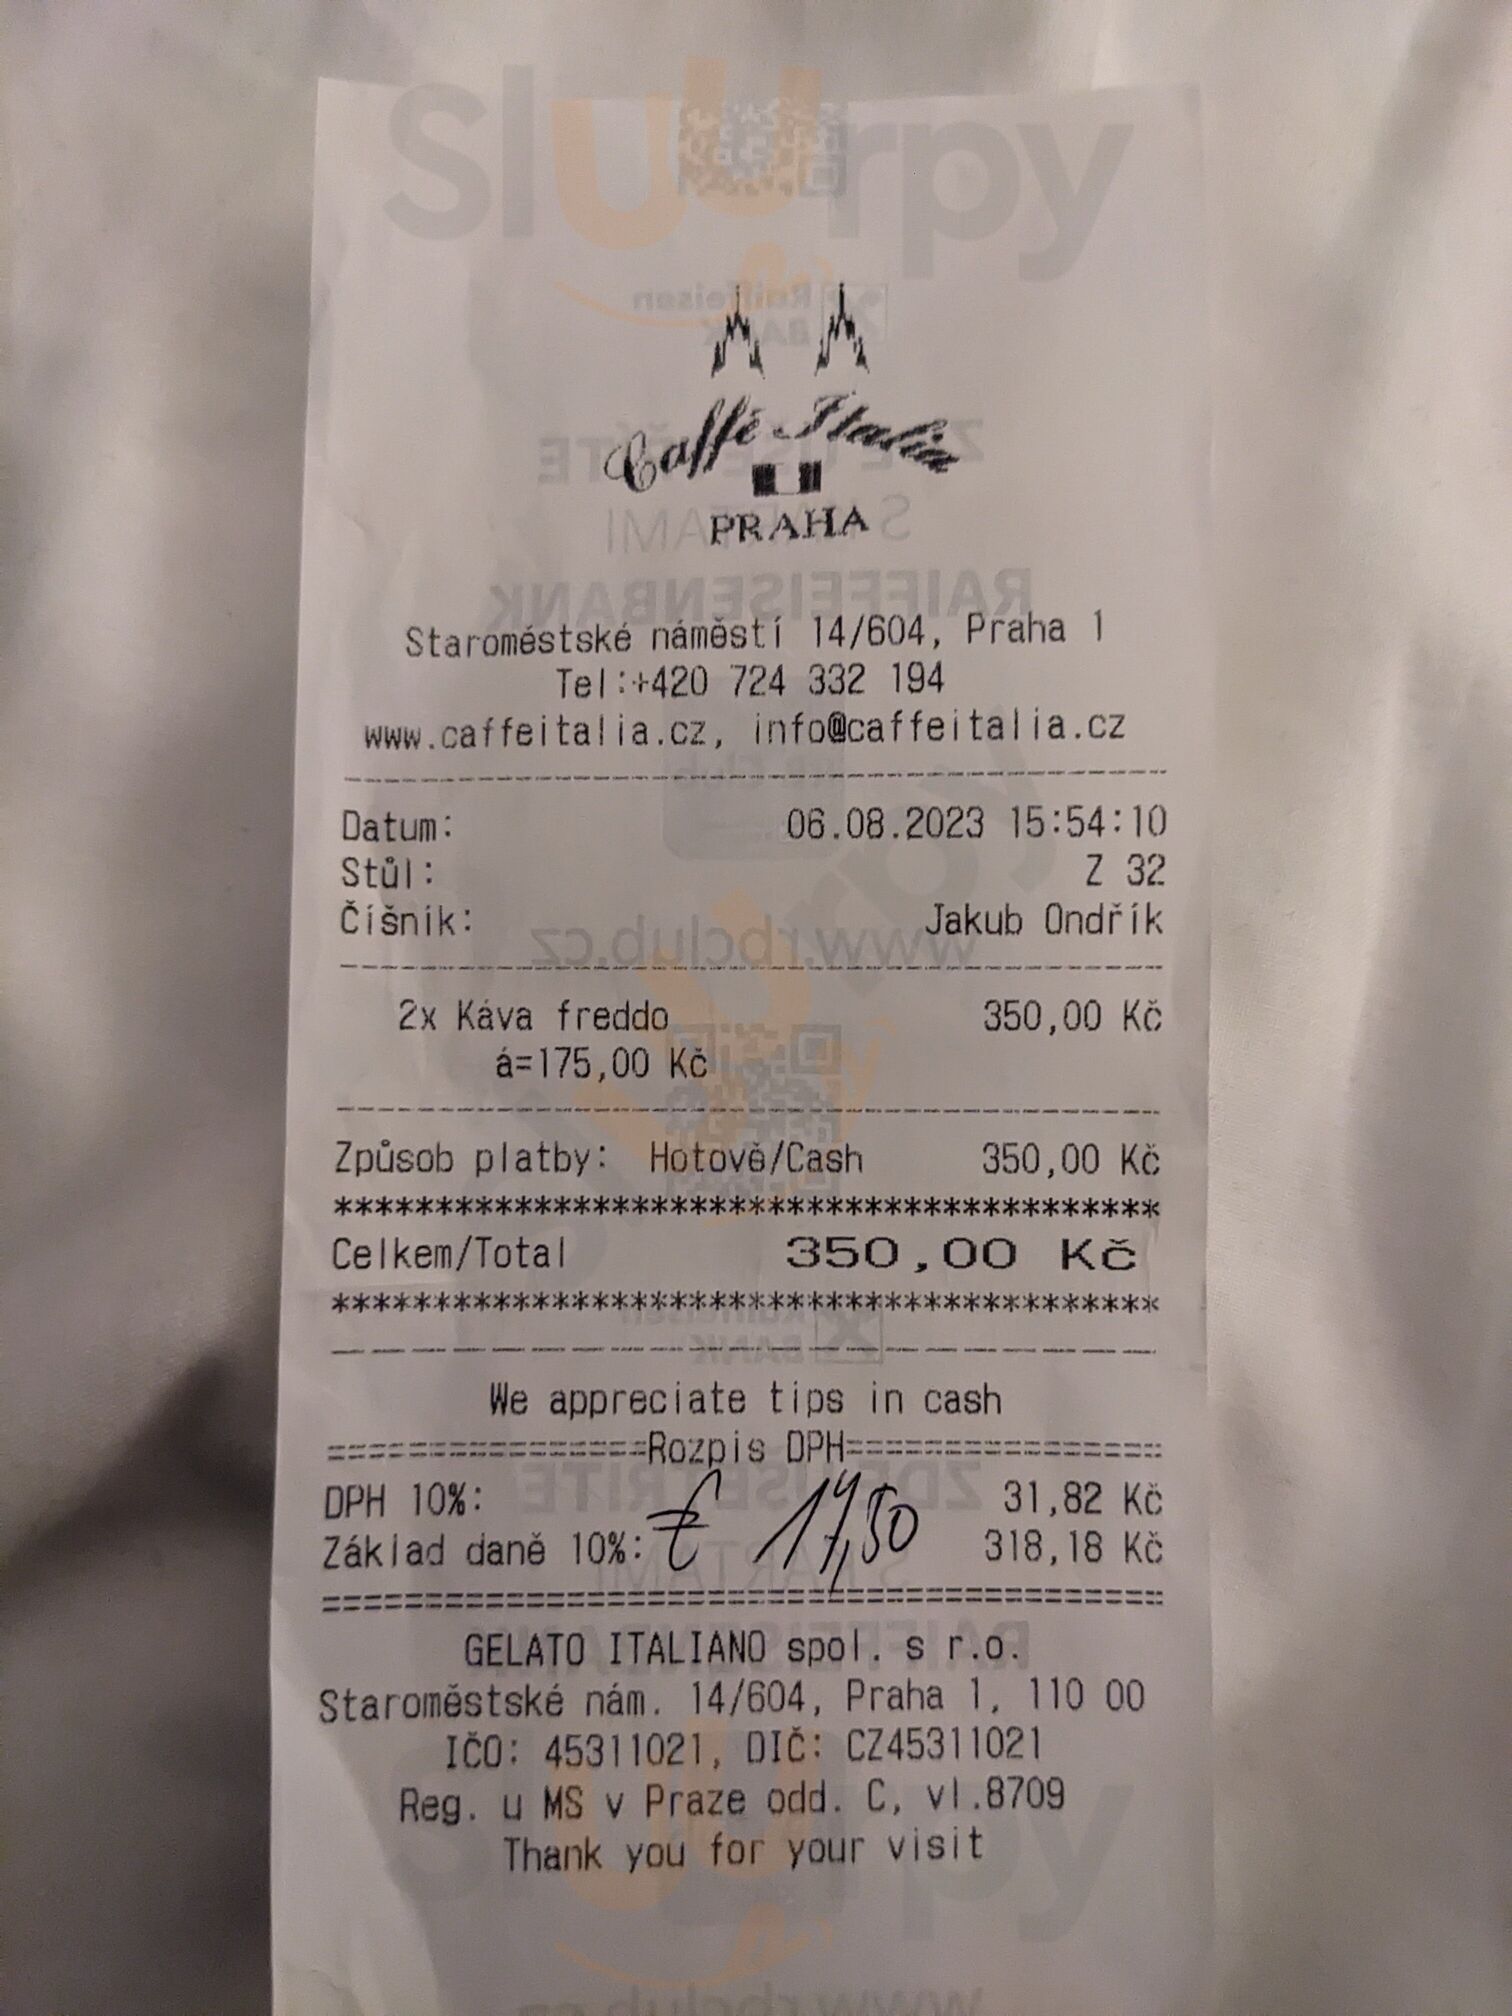 Slurpy
Caffé Italia
PRAHA
Staroměstské náměstí 14/604, Praha 1
Tel:+420 724 332 194
www.caffeitalia.cz, info@caffeitalia.cz
Datum: 06.08.2023 15:54:10
Stůl: Z 32
Číšník: Jakub Ondřík
2x Káva freddo 350,00 Kč
á=175,00 Kč
Způsob platby: Hotově/Cash 350,00 Kč
****************************************
Celkem/Total 350,00 Kč
****************************************
We appreciate tips in cash
================Rozpis DPH================
DPH 10%: 31,82 Kč
€ 17,50
Základ daně 10%: 318,18 Kč
==========================================
GELATO ITALIANO spol. s r.o.
Staroměstské nám. 14/604, Praha 1, 110 00
IČO: 45311021, DIČ: CZ45311021
Reg. u MS v Praze odd. C, vl.8709
Thank you for your visit